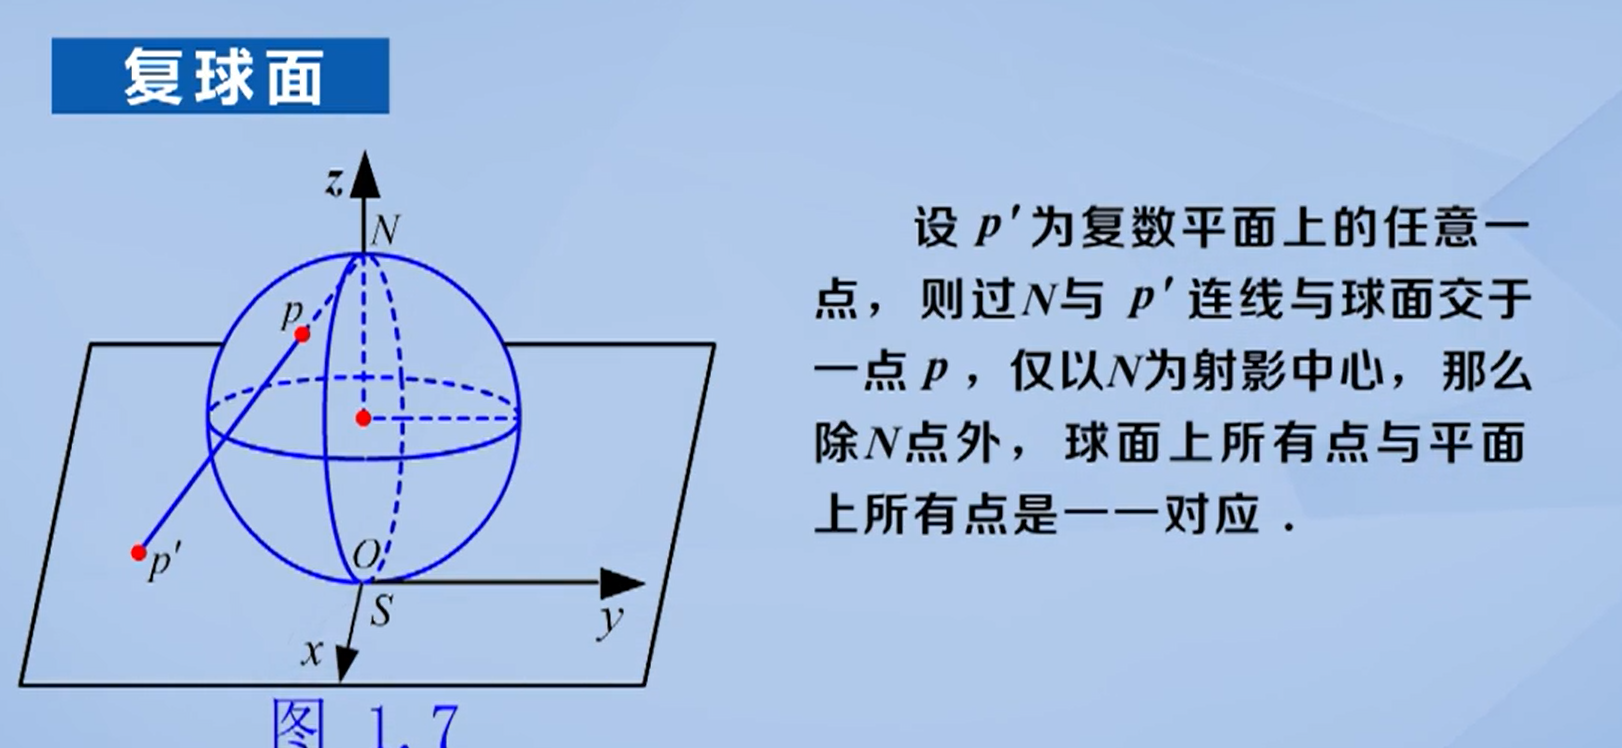 复球面
z
N
p
p′
O
S
y
x
图 1.7
设 p′为复数平面上的任意一
点，则过N与 p′连线与球面交于
一点 p ，仅以N为射影中心，那么
除N点外，球面上所有点与平面
上所有点是一一对应 .